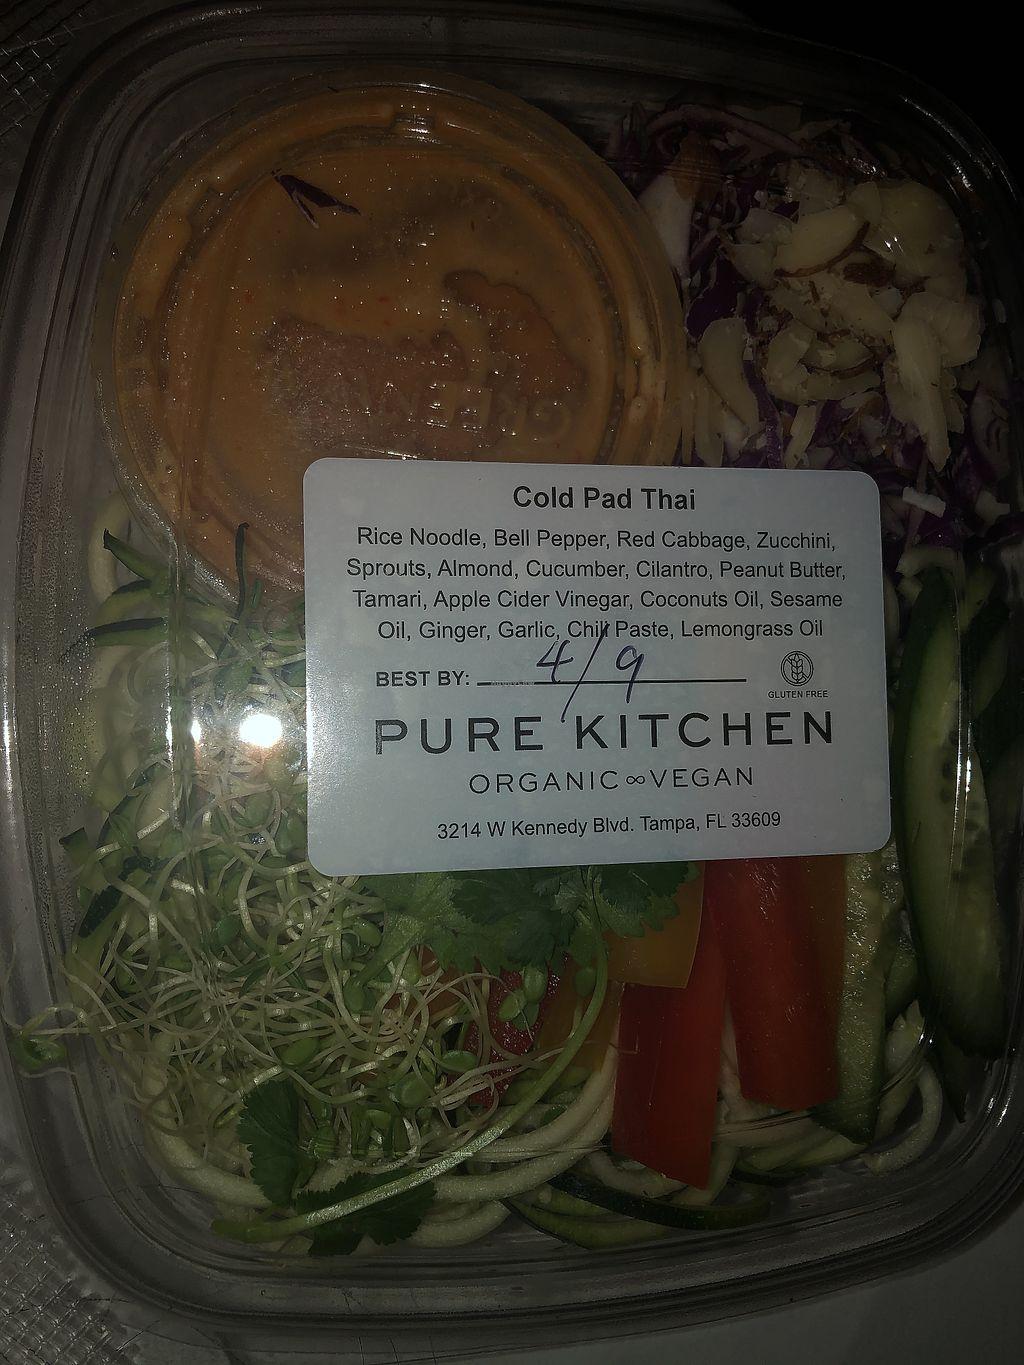 GREEN
Cold Pad Thai
Rice Noodle, Bell Pepper, Red Cabbage, Zucchini,
Sprouts, Almond, Cucumber, Cilantro, Peanut Butter,
Tamari, Apple Cider Vinegar, Coconuts Oil, Sesame
Oil, Ginger, Garlic, Chili Paste, Lemongrass Oil
BEST BY: 4/9
GLUTEN FREE
PURE KITCHEN
ORGANIC∞VEGAN
3214 W Kennedy Blvd. Tampa, FL 33609